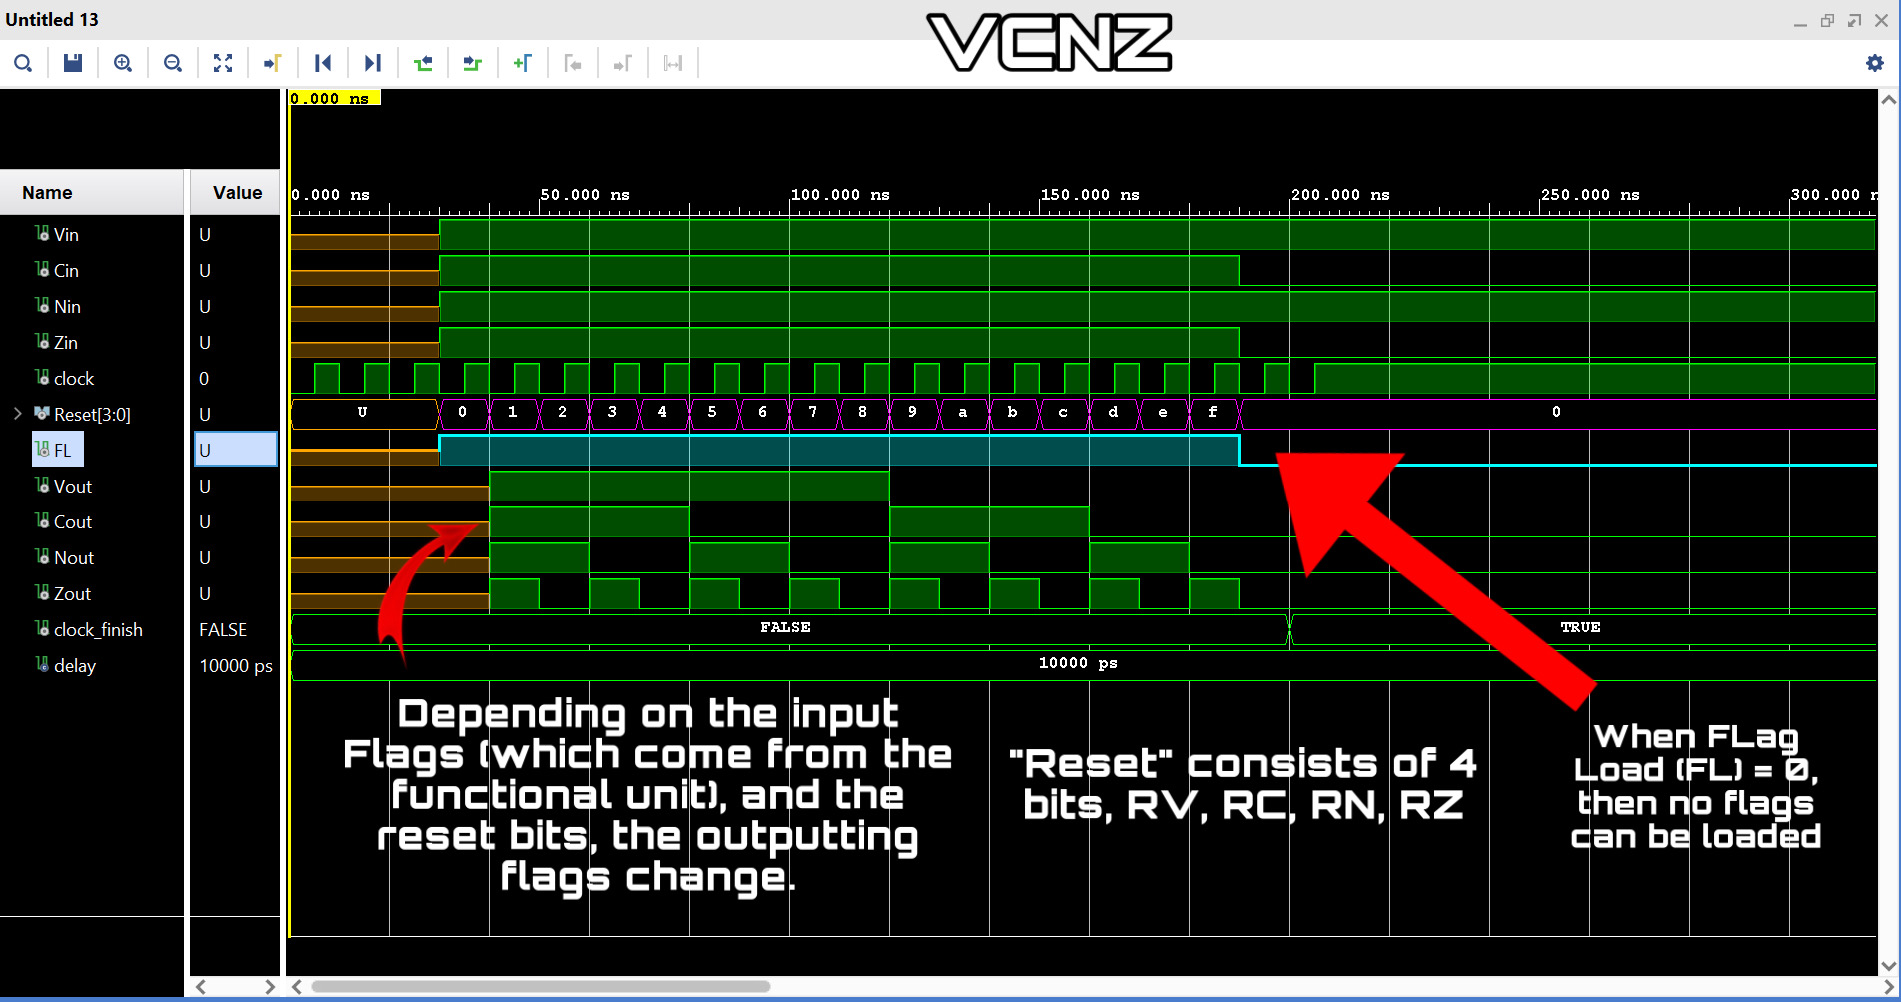 Untitled 13
VCNZ
0.000 ns
Name
Value
0.000 ns 50.000 ns 100.000 ns 150.000 ns 200.000 ns 250.000 ns 300.000 n
Vin U
Cin U
Nin U
Zin U
clock 0
Reset[3:0] U U 0 1 2 3 4 5 6 7 8 9 a b c d e f 0
FL U
Vout U
Cout U
Nout U
Zout U
clock_finish FALSE FALSE TRUE
delay 10000 ps 10000 ps
Depending on the input
Flags (which come from the
functional unit), and the
reset bits, the outputting
flags change.
"Reset" consists of 4
bits, RV, RC, RN, RZ
When FLag
Load (FL) = 0,
then no flags
can be loaded